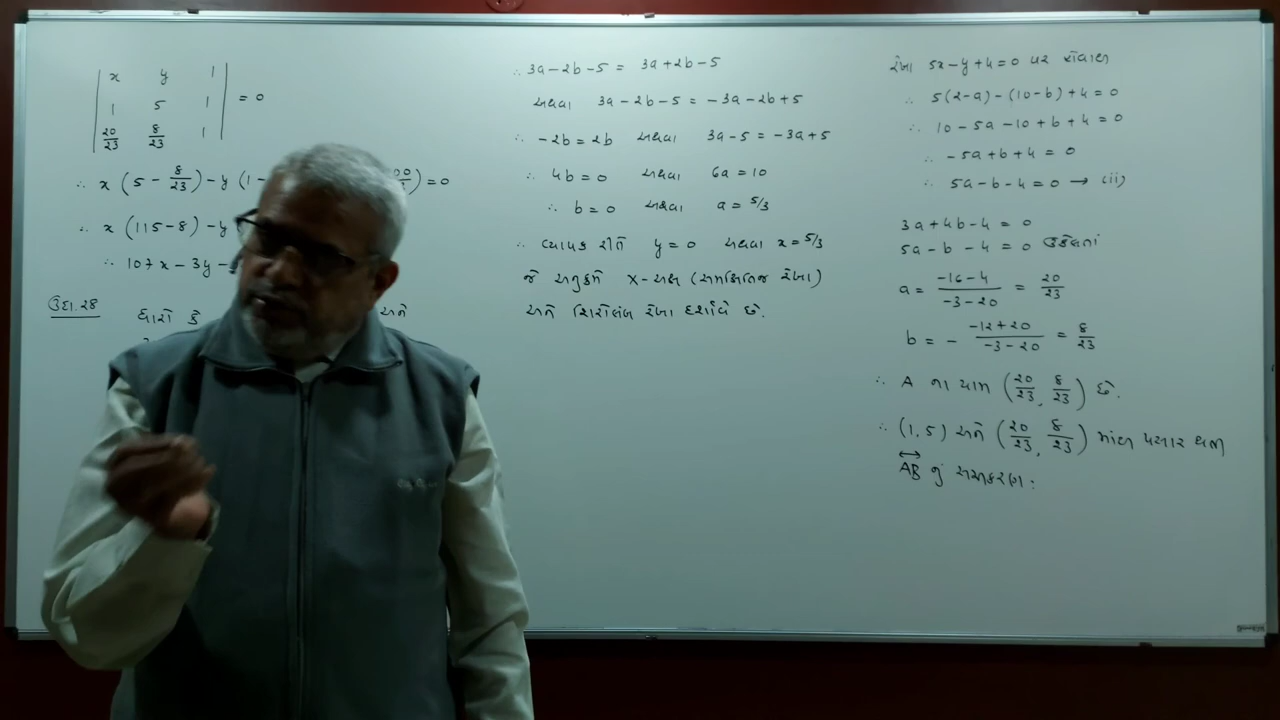 x y 1
1 5 1 = 0
20/23 8/23 1
∴ x (5 - 8/23) - y (1 - ) = 0
∴ x (115-8) - y
∴ 107x - 3y -
ઉદા. 28 ધારો કે અને
∴ 3a-2b-5 = 3a+2b-5
અથવા 3a-2b-5 = -3a-2b+5
∴ -2b = 2b અથવા 3a-5 = -3a+5
∴ 4b = 0 અથવા 6a = 10
∴ b = 0 અથવા a = 5/3
∴ વ્યાપક રીતે y = 0 અથવા x = 5/3
જે અનુક્રમે x-અક્ષ (સમક્ષિતિજ રેખા)
અને શિરોલંબ રેખા દર્શાવે છે.
રેખા 5x-y+4=0 પર હોવાથી
∴ 5(2-a)-(10-b)+4=0
∴ 10-5a-10+b+4=0
∴ -5a+b+4=0
∴ 5a-b-4=0 → (ii)
3a+4b-4=0
5a-b-4=0 ઉકેલતાં
a = -16-4/-3-20 = 20/23
b = - -12+20/-3-20 = 8/23
∴ A ના યામ (20/23, 8/23) છે.
∴ (1,5) અને (20/23, 8/23) માંથી પસાર થતી
AB નું સમીકરણ: